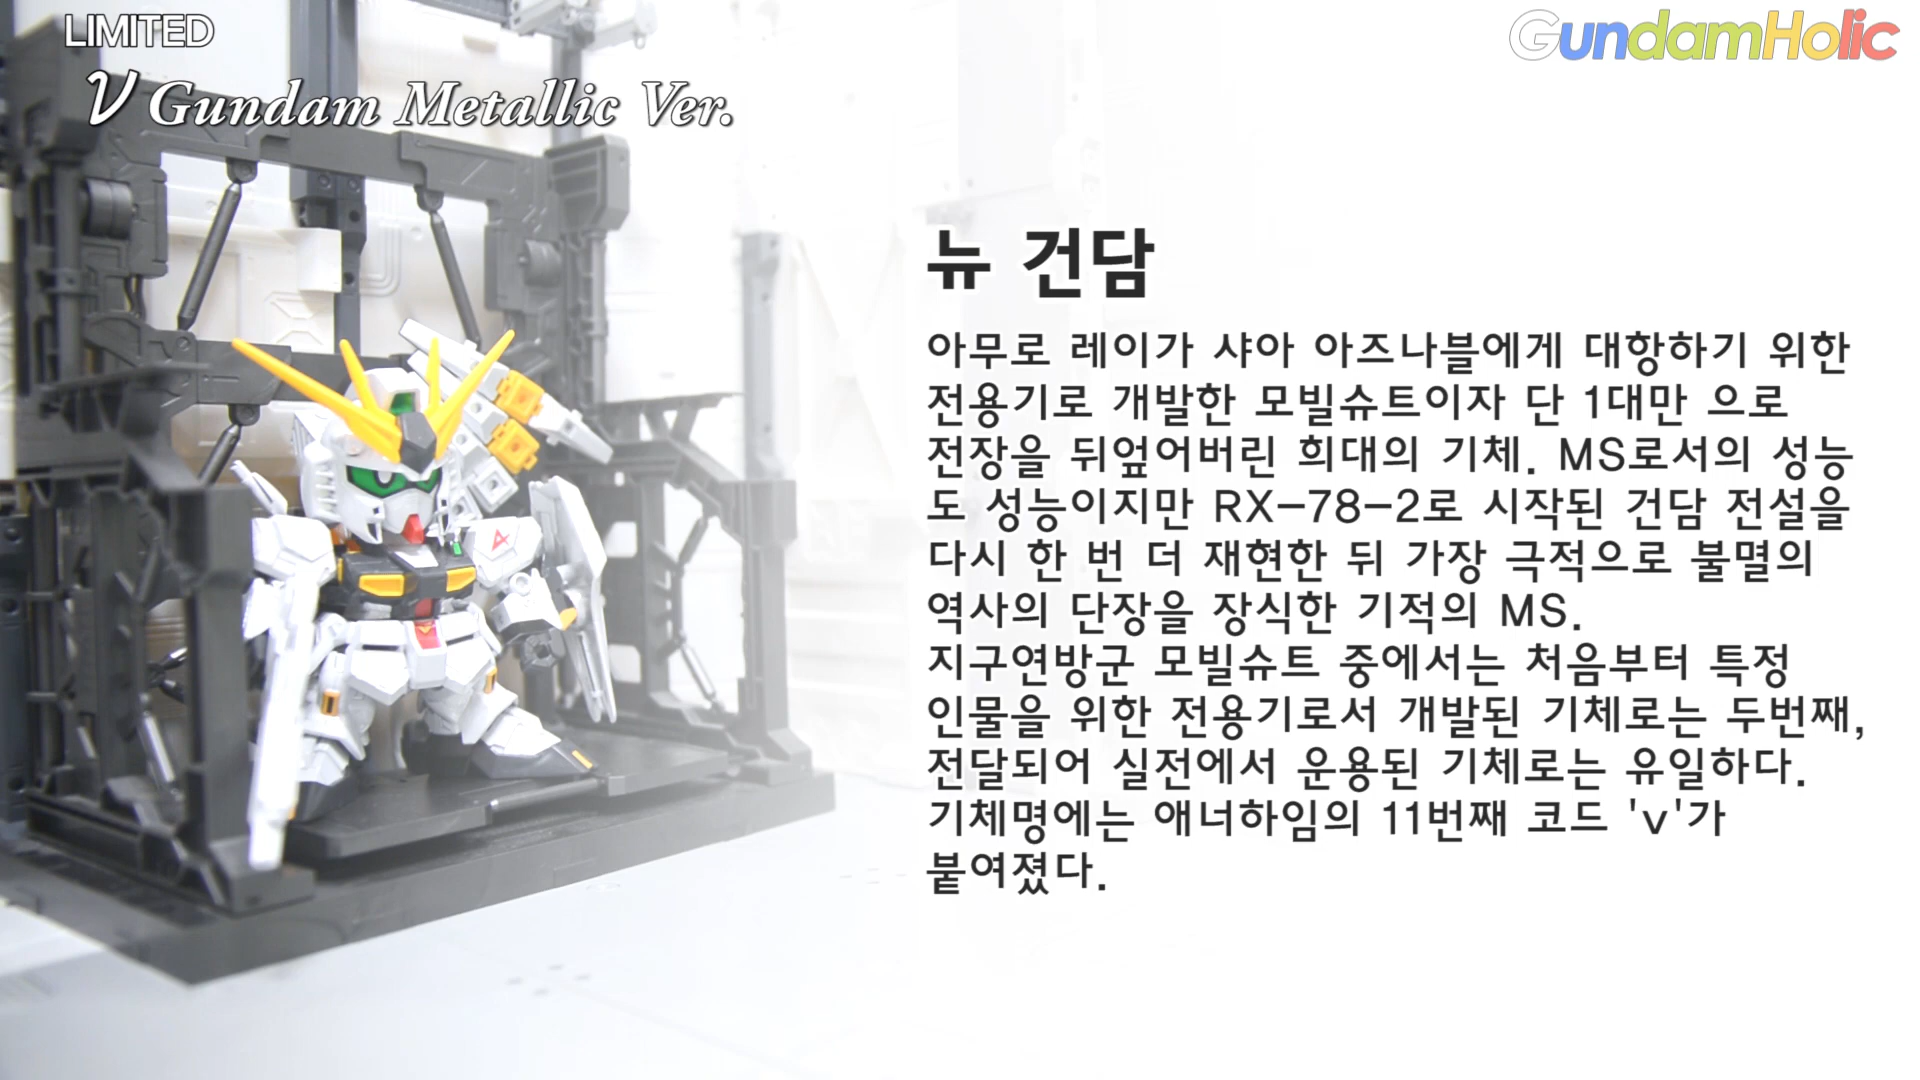 LIMITED
ν Gundam Metallic Ver.
GundamHolic
뉴 건담
아무로 레이가 샤아 아즈나블에게 대항하기 위한
전용기로 개발한 모빌슈트이자 단 1대만 으로
전장을 뒤엎어버린 희대의 기체. MS로서의 성능
도 성능이지만 RX-78-2로 시작된 건담 전설을
다시 한 번 더 재현한 뒤 가장 극적으로 불멸의
역사의 단장을 장식한 기적의 MS.
지구연방군 모빌슈트 중에서는 처음부터 특정
인물을 위한 전용기로서 개발된 기체로는 두번째,
전달되어 실전에서 운용된 기체로는 유일하다.
기체명에는 애너하임의 11번째 코드 'v'가
붙여졌다.